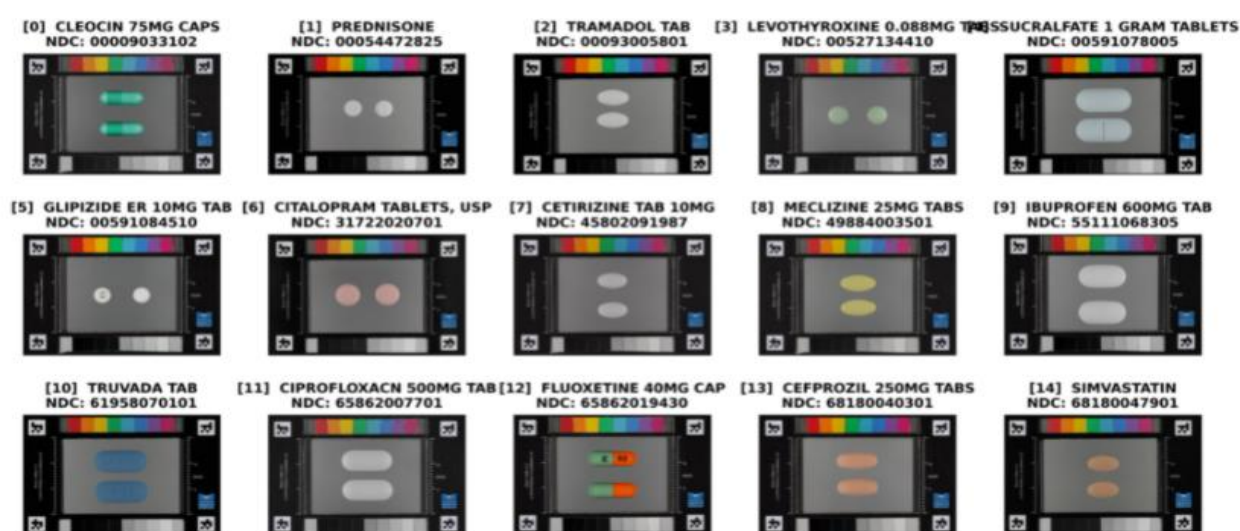 [0] CLEOCIN 75MG CAPS
NDC: 00009033102
[1] PREDNISONE
NDC: 00054472825
[2] TRAMADOL TAB
NDC: 00093005801
[3] LEVOTHYROXINE 0.088MG
NDC: 00527134410
SUCRALFATE 1 GRAM TABLETS
NDC: 00591078005
[5] GLIPIZIDE ER 10MG TAB
NDC: 00591084510
[6] CITALOPRAM TABLETS, USP
NDC: 31722020701
[7] CETIRIZINE TAB 10MG
NDC: 45802091987
[8] MECLIZINE 25MG TABS
NDC: 49884003501
[9] IBUPROFEN 600MG TAB
NDC: 55111068305
[10] TRUVADA TAB
NDC: 61958070101
[11] CIPROFLOXACN 500MG TAB
NDC: 65862007701
[12] FLUOXETINE 40MG CAP
NDC: 65862019430
[13] CEFPROZIL 250MG TABS
NDC: 68180040301
[14] SIMVASTATIN
NDC: 68180047901